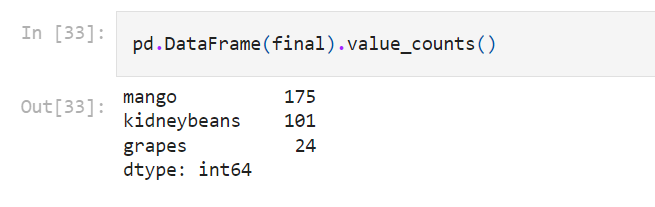 In [33]:
pd.DataFrame(final).value_counts()
Out[33]:
mango 175
kidneybeans 101
grapes 24
dtype: int64